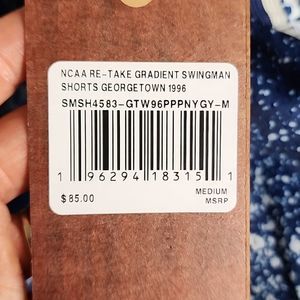 NCAA RE-TAKE GRADIENT SWINGMAN
SHORTS GEORGETOWN 1996
SMSH4583-GTW96PPPNYGY-M
1 96294 18315 1
$85.00
MEDIUM
MSRP